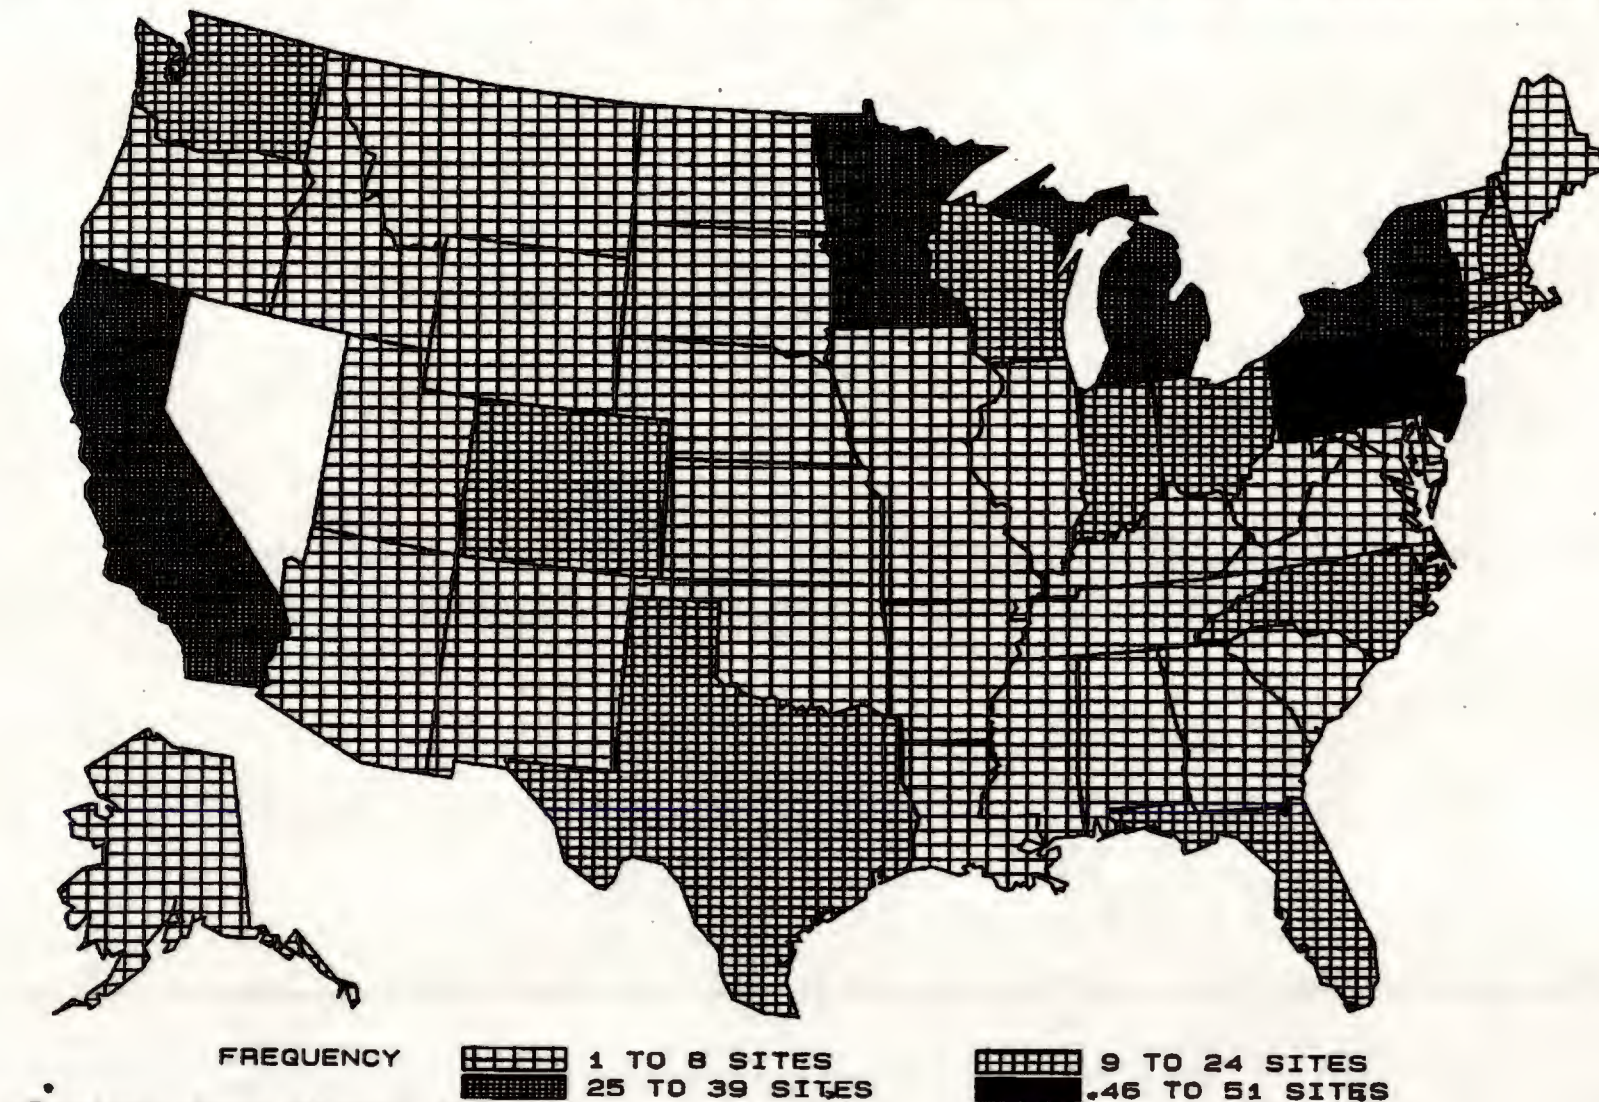 FREQUENCY
1 TO 8 SITES
9 TO 24 SITES
25 TO 39 SITES
46 TO 51 SITES